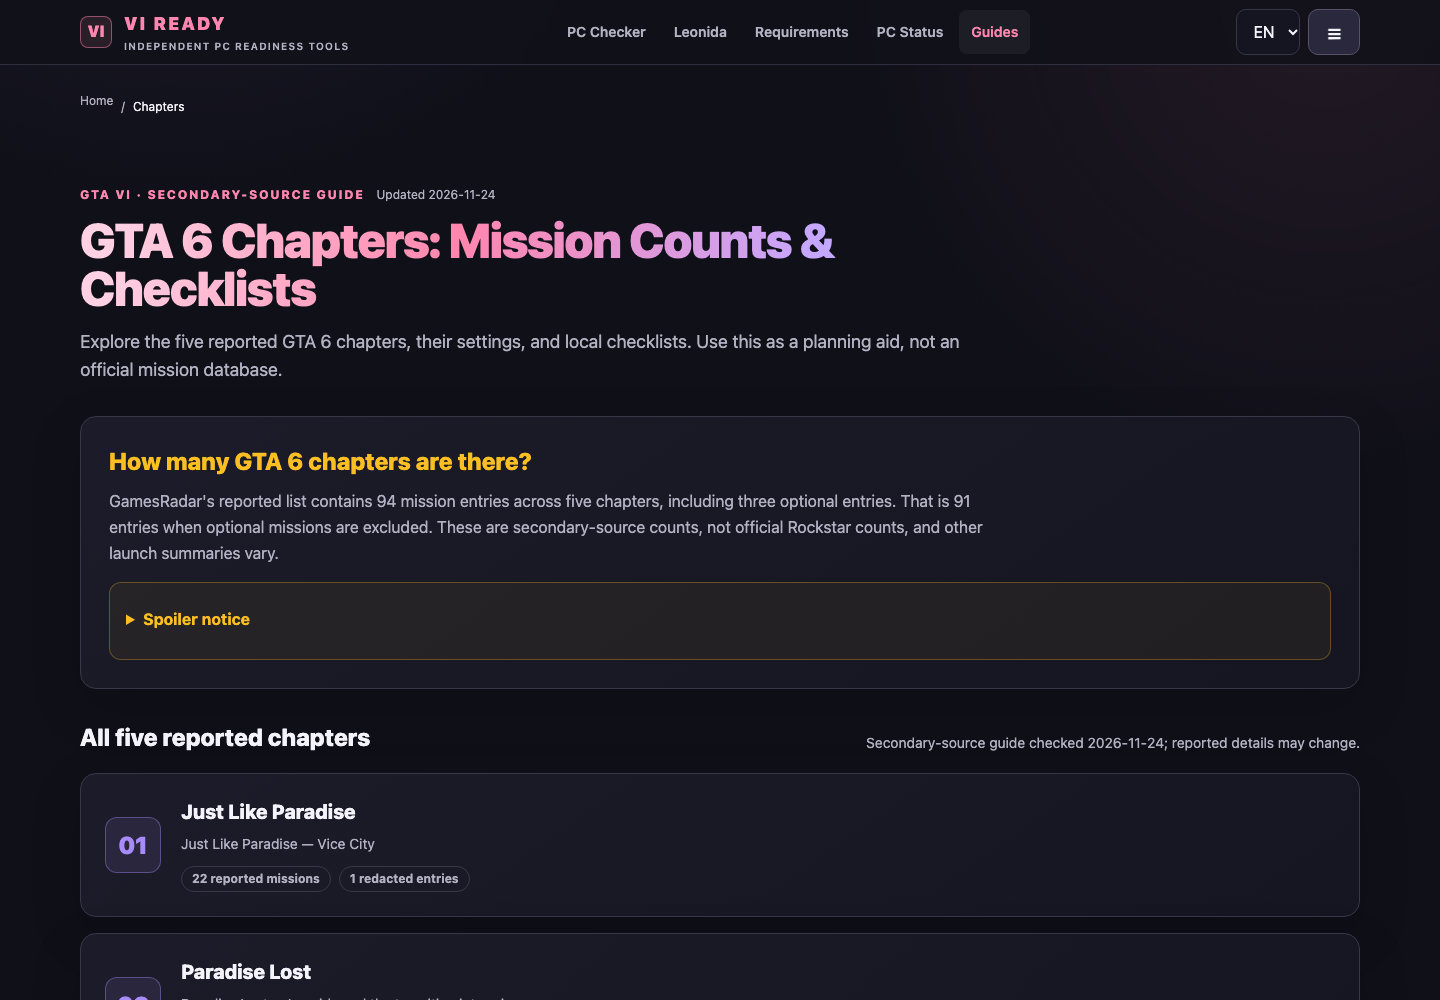 VI
VI READY
INDEPENDENT PC READINESS TOOLS
PC Checker
Leonida
Requirements
PC Status
Guides
EN
Home / Chapters
GTA VI · SECONDARY-SOURCE GUIDE Updated 2026-11-24
GTA 6 Chapters: Mission Counts &
Checklists
Explore the five reported GTA 6 chapters, their settings, and local checklists. Use this as a planning aid, not an
official mission database.
How many GTA 6 chapters are there?
GamesRadar's reported list contains 94 mission entries across five chapters, including three optional entries. That is 91
entries when optional missions are excluded. These are secondary-source counts, not official Rockstar counts, and other
launch summaries vary.
Spoiler notice
All five reported chapters
Secondary-source guide checked 2026-11-24; reported details may change.
01
Just Like Paradise
Just Like Paradise — Vice City
22 reported missions
1 redacted entries
Paradise Lost